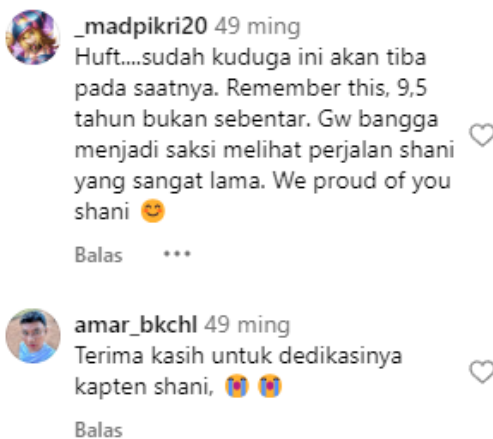 _madpikri20 49 ming
Huft....sudah kuduga ini akan tiba
pada saatnya. Remember this, 9,5
tahun bukan sebentar. Gw bangga
menjadi saksi melihat perjalan shani
yang sangat lama. We proud of you
shani 😊
Balas •••
amar_bkchl 49 ming
Terima kasih untuk dedikasinya
kapten shani, 😭 😭
Balas